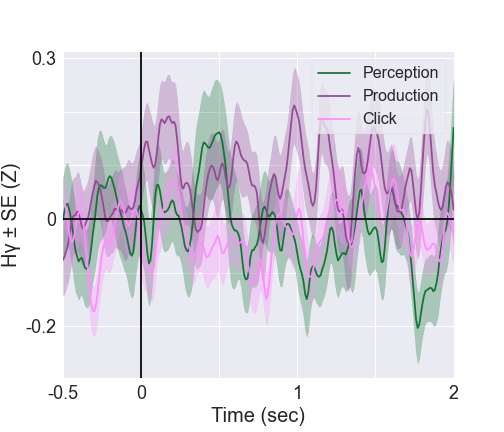 0.3
Perception
Production
Click
Hγ ± SE (Z)
0
-0.2
-0.5
0
1
2
Time (sec)